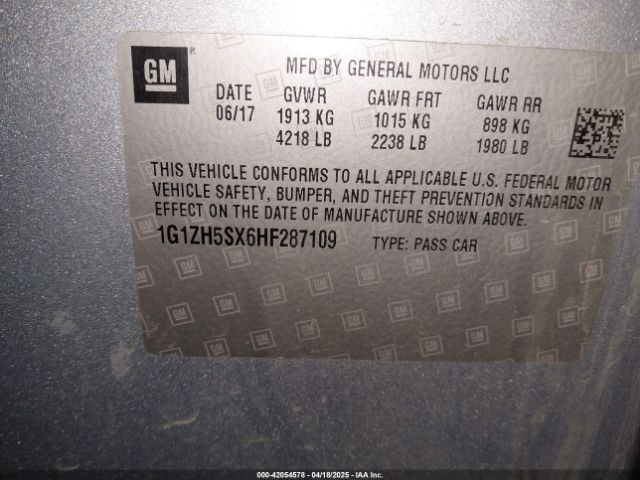 GM
MFD BY GENERAL MOTORS LLC
DATE GVWR GAWR FRT GAWR RR
06/17 1913 KG 1015 KG 898 KG
4218 LB 2238 LB 1980 LB
THIS VEHICLE CONFORMS TO ALL APPLICABLE U.S. FEDERAL MOTOR
VEHICLE SAFETY, BUMPER, AND THEFT PREVENTION STANDARDS IN
EFFECT ON THE DATE OF MANUFACTURE SHOWN ABOVE.
1G1ZH5SX6HF287109 TYPE: PASS CAR
000-42054578 - 04/18/2025 - IAA Inc.